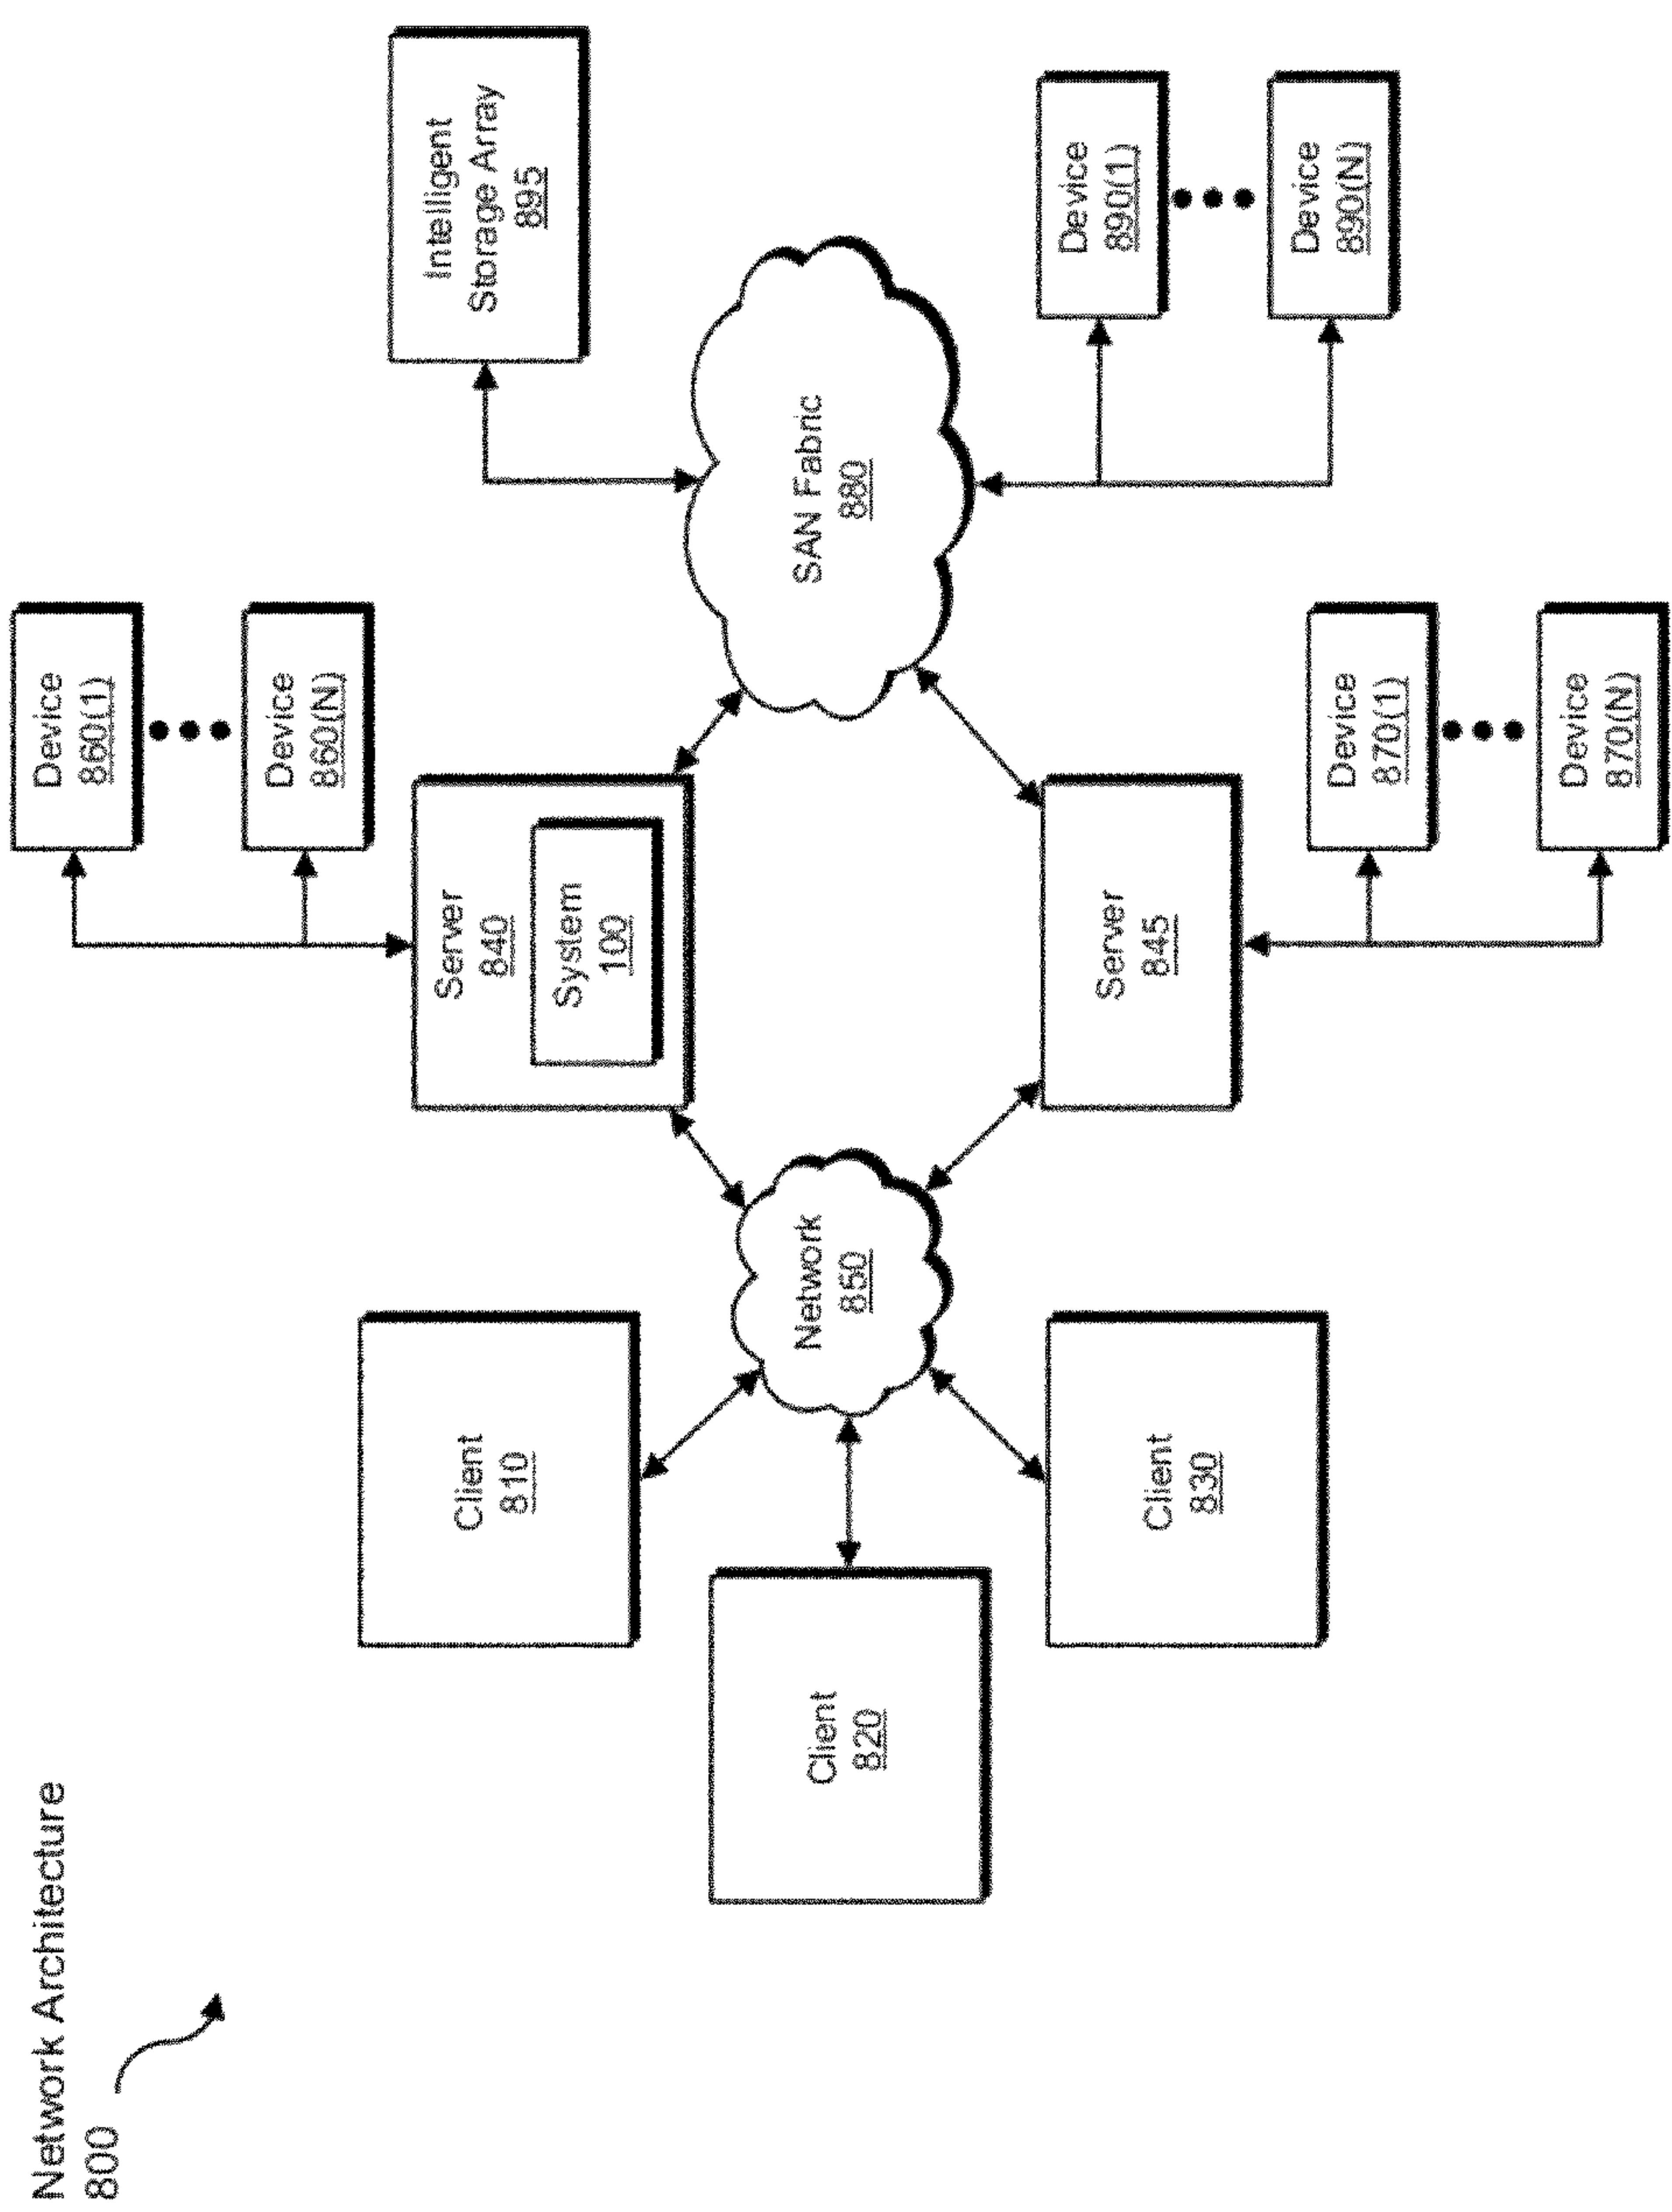 Network Architecture
800
Device
860(1)
Device
860(N)
Intelligent
Storage Array
895
Client
810
Server
840
System
100
Client
820
Network
850
SAN Fabric
880
Client
830
Server
845
Device
890(1)
Device
890(N)
Device
870(1)
Device
870(N)